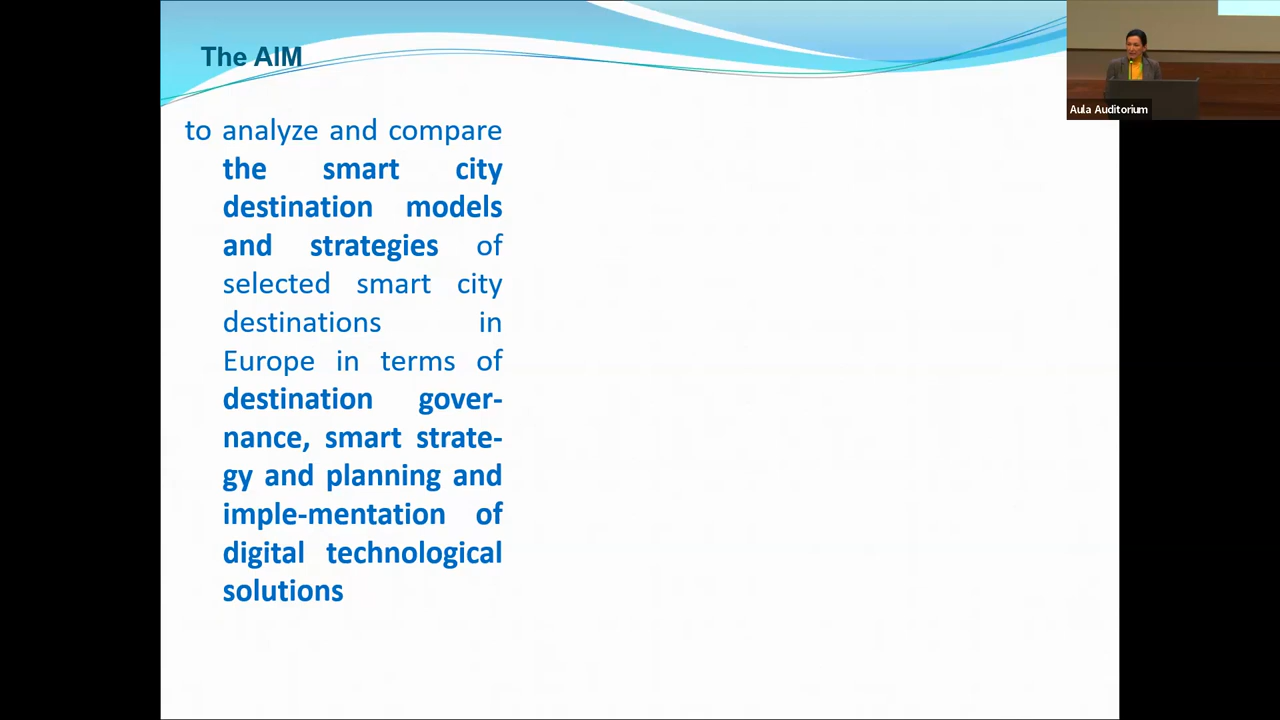 The AIM
Aula Auditorium
to analyze and compare
the smart city
destination models
and strategies of
selected smart city
destinations in
Europe in terms of
destination gover-
nance, smart strate-
gy and planning and
imple-mentation of
digital technological
solutions